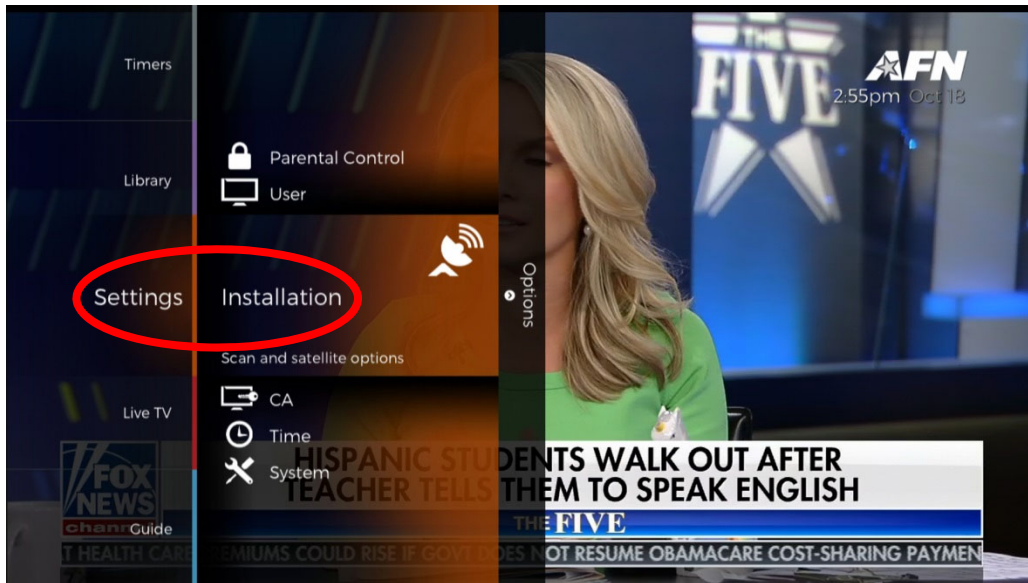 Timers
Library
Settings
Live TV
Guide
Parental Control
User
Installation
Scan and satellite options
CA
Time
System
Options
THE
FIVE
AFN
2:55pm Oct 18
FOX
NEWS
channel
HISPANIC STUDENTS WALK OUT AFTER
TEACHER TELLS THEM TO SPEAK ENGLISH
THE FIVE
T HEALTH CARE PREMIUMS COULD RISE IF GOVT DOES NOT RESUME OBAMACARE COST-SHARING PAYMEN